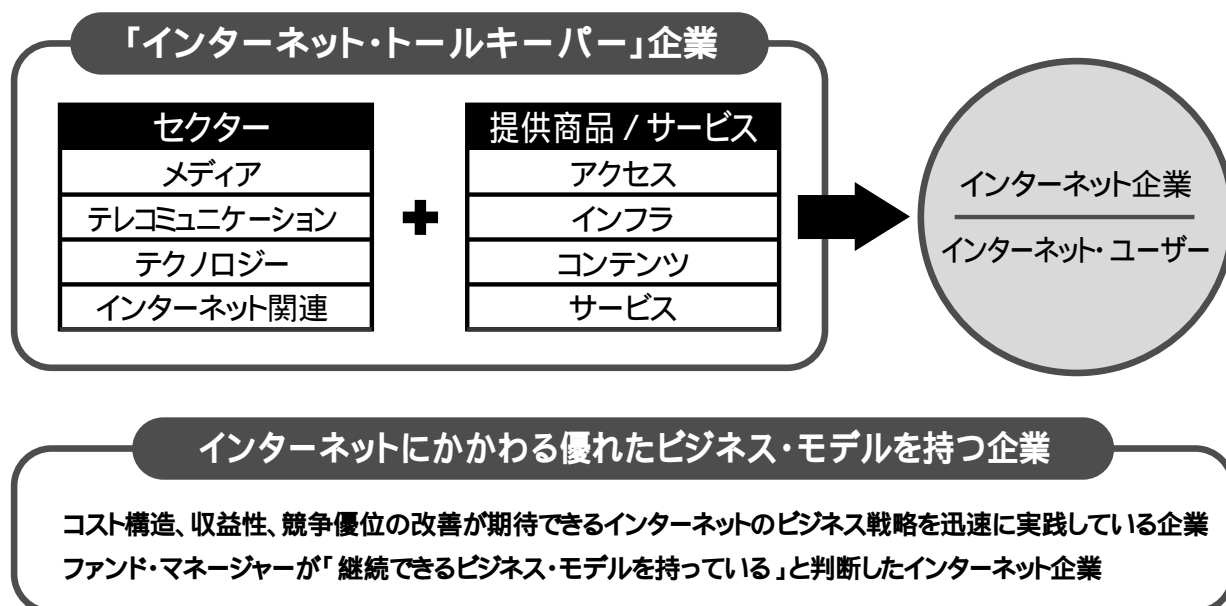 「インターネット・トールキーパー」企業
セクター
メディア
テレコミュニケーション
テクノロジー
インターネット関連
提供商品 / サービス
アクセス
インフラ
コンテンツ
サービス
インターネット企業
インターネット・ユーザー
インターネットにかかわる優れたビジネス・モデルを持つ企業
コスト構造、収益性、競争優位の改善が期待できるインターネットのビジネス戦略を迅速に実践している企業
ファンド・マネージャーが「継続できるビジネス・モデルを持っている」と判断したインターネット企業